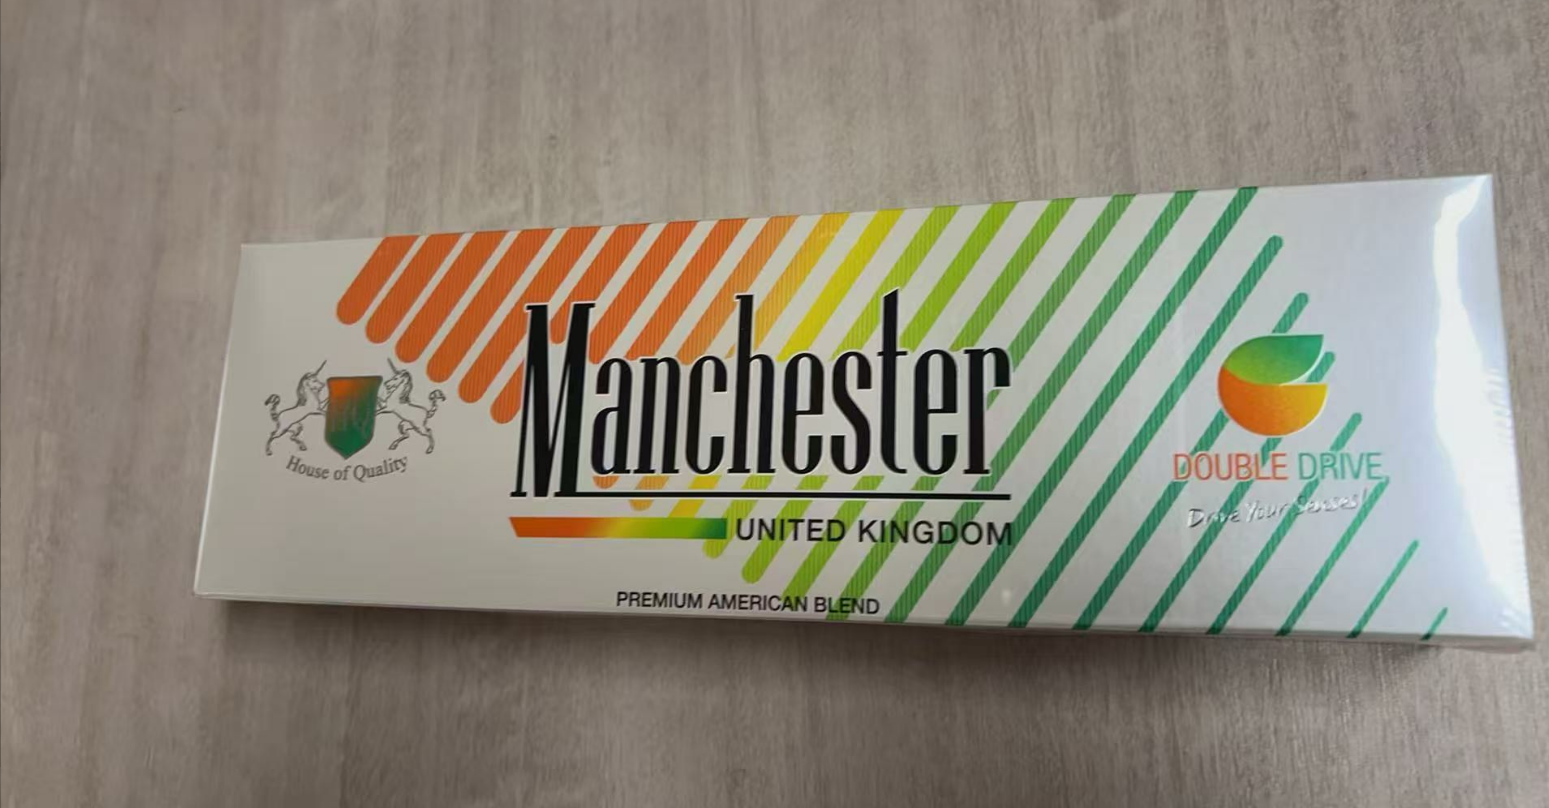 Manchester
UNITED KINGDOM
PREMIUM AMERICAN BLEND
House of Quality
DOUBLE DRIVE
Drive Your Senses!